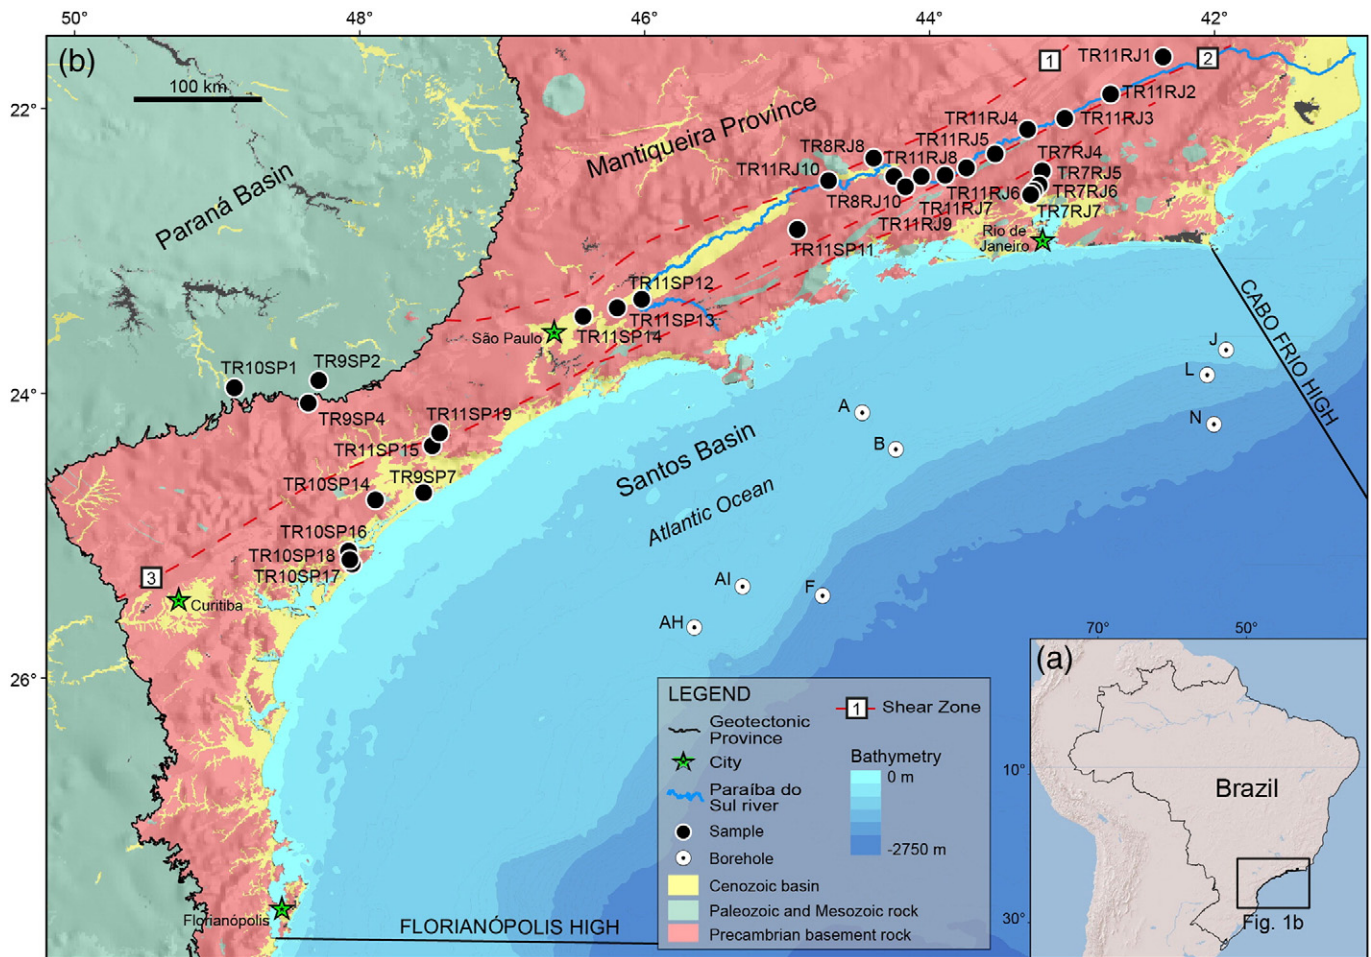 50°
48°
46°
44°
42°
(b)
100 km
22°
24°
26°
Paraná Basin
Mantiqueira Province
1
2
TR11RJ1
TR11RJ2
TR11RJ3
TR11RJ4
TR11RJ5
TR7RJ4
TR8RJ8
TR11RJ8
TR11RJ10
TR7RJ5
TR11RJ6
TR7RJ6
TR8RJ10
TR11RJ7
TR7RJ7
TR11RJ9
Rio de
Janeiro
TR11SP11
TR11SP12
TR11SP13
São Paulo
TR11SP14
CABO FRIO HIGH
J
L
N
TR10SP1
TR9SP2
TR9SP4
TR11SP19
TR11SP15
A
B
Santos Basin
Atlantic Ocean
TR10SP14
TR9SP7
TR10SP16
TR10SP18
TR10SP17
3
Curitiba
AI
F
AH
Florianópolis
FLORIANÓPOLIS HIGH
LEGEND
Geotectonic
Province
City
Paraíba do
Sul river
Sample
Borehole
Cenozoic basin
Paleozoic and Mesozoic rock
Precambrian basement rock
1
Shear Zone
Bathymetry
0 m
-2750 m
70°
50°
(a)
10°
Brazil
30°
Fig. 1b